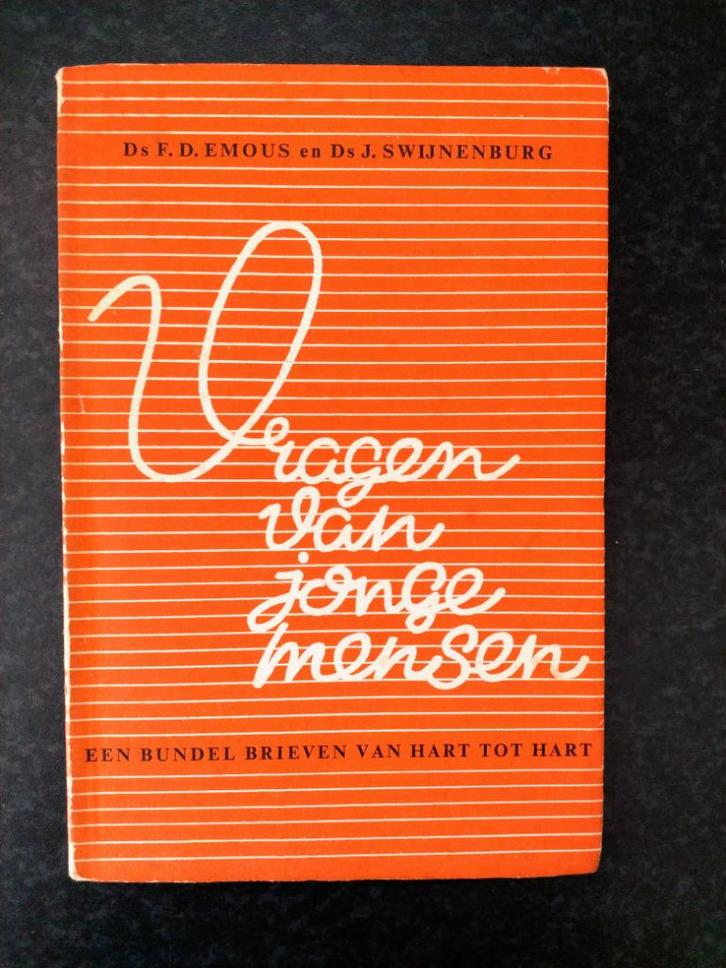 Ds F. D. EMOUS en Ds J. SWIJNENBURG
Vragen
van
jonge
mensen
EEN BUNDEL BRIEVEN VAN HART TOT HART